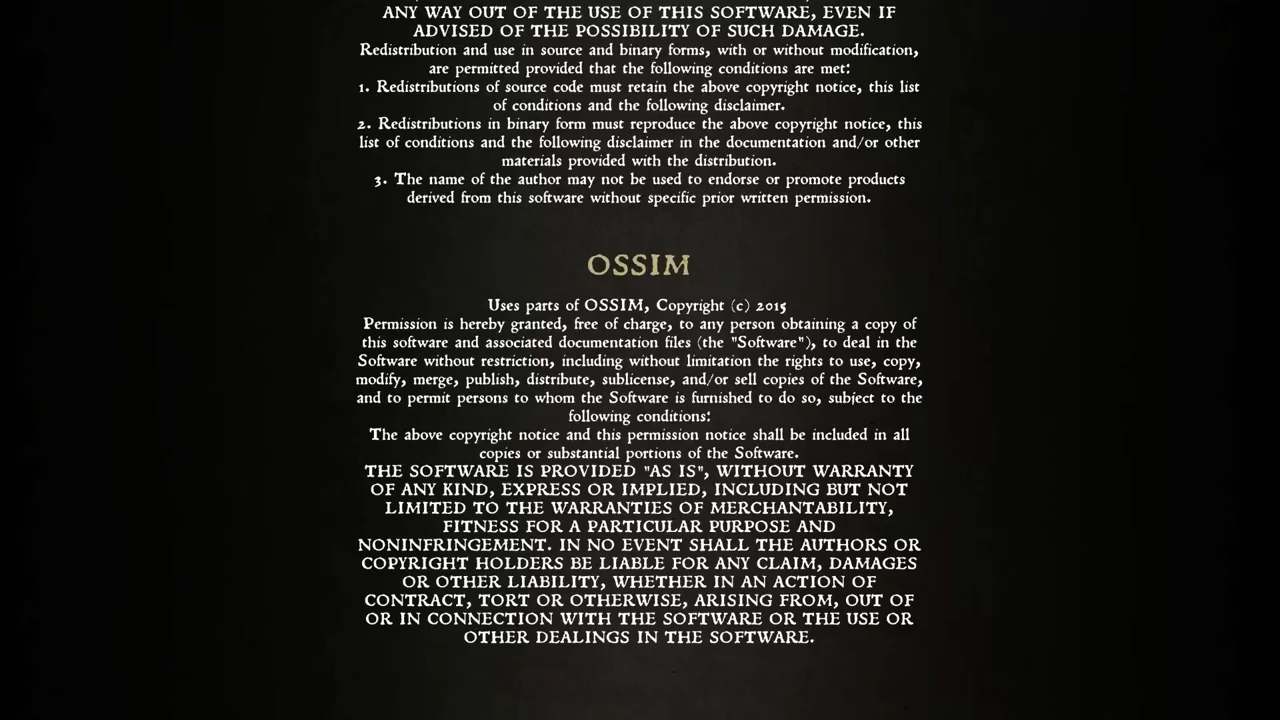 ANY WAY OUT OF THE USE OF THIS SOFTWARE, EVEN IF
ADVISED OF THE POSSIBILITY OF SUCH DAMAGE.
Redistribution and use in source and binary forms, with or without modification,
are permitted provided that the following conditions are met:
1. Redistributions of source code must retain the above copyright notice, this list
of conditions and the following disclaimer.
2. Redistributions in binary form must reproduce the above copyright notice, this
list of conditions and the following disclaimer in the documentation and/or other
materials provided with the distribution.
3. The name of the author may not be used to endorse or promote products
derived from this software without specific prior written permission.
OSSIM
Uses parts of OSSIM, Copyright (c) 2015
Permission is hereby granted, free of charge, to any person obtaining a copy of
this software and associated documentation files (the "Software"), to deal in the
Software without restriction, including without limitation the rights to use, copy,
modify, merge, publish, distribute, sublicense, and/or sell copies of the Software,
and to permit persons to whom the Software is furnished to do so, subject to the
following conditions:
The above copyright notice and this permission notice shall be included in all
copies or substantial portions of the Software.
THE SOFTWARE IS PROVIDED "AS IS", WITHOUT WARRANTY
OF ANY KIND, EXPRESS OR IMPLIED, INCLUDING BUT NOT
LIMITED TO THE WARRANTIES OF MERCHANTABILITY,
FITNESS FOR A PARTICULAR PURPOSE AND
NONINFRINGEMENT. IN NO EVENT SHALL THE AUTHORS OR
COPYRIGHT HOLDERS BE LIABLE FOR ANY CLAIM, DAMAGES
OR OTHER LIABILITY, WHETHER IN AN ACTION OF
CONTRACT, TORT OR OTHERWISE, ARISING FROM, OUT OF
OR IN CONNECTION WITH THE SOFTWARE OR THE USE OR
OTHER DEALINGS IN THE SOFTWARE.